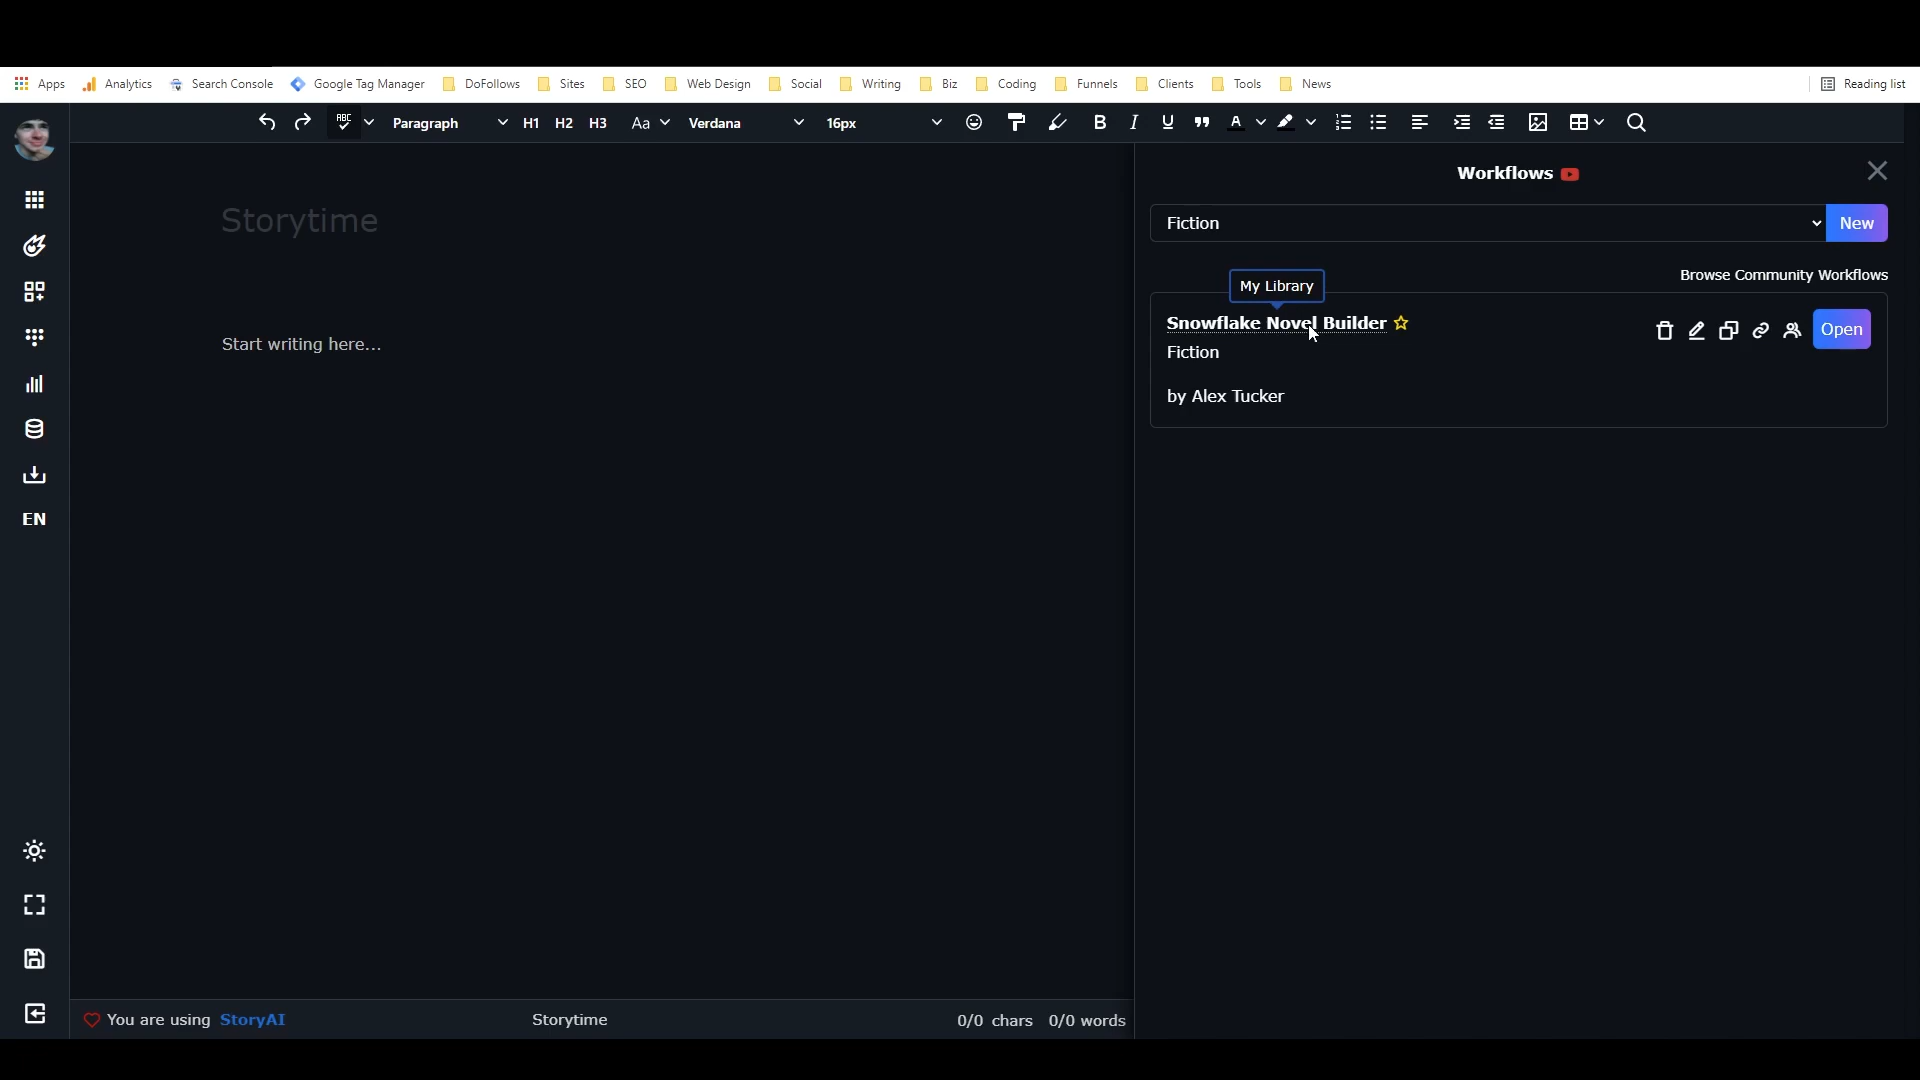 Apps Analytics Search Console Google Tag Manager DoFollows Sites SEO Web Design Social Writing Biz Coding Funnels Clients Tools News Reading list
ABC Paragraph H1 H2 H3 Aa Verdana 16px B I U A
Workflows
Storytime
Fiction New
Browse Community Workflows
My Library
Snowflake Novel Builder
Open
Start writing here...
Fiction
by Alex Tucker
EN
You are using StoryAI Storytime 0/0 chars 0/0 words